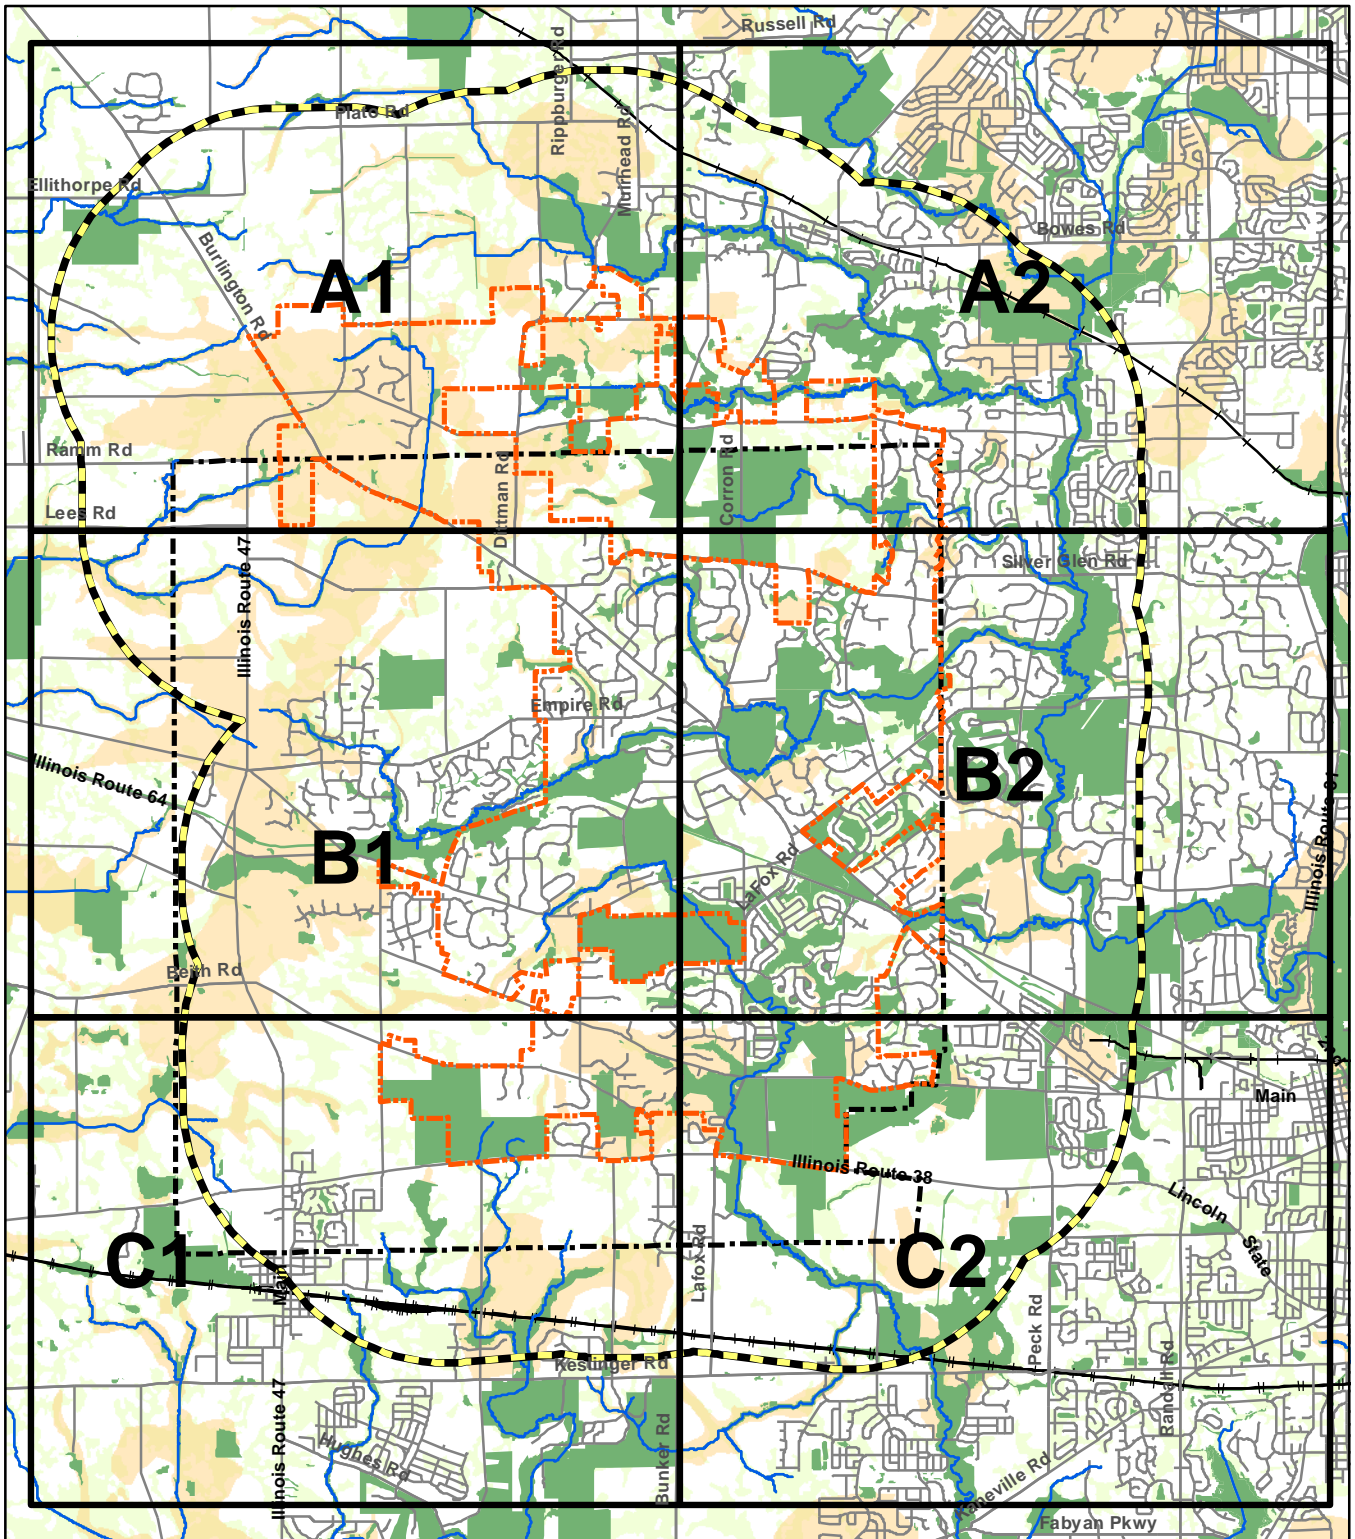 Russell Rd
Rippburger Rd
Plato Rd
Muirhead Rd
Ellithorpe Rd
Bowes Rd
Burlington Rd
A1
A2
Ramm Rd
Corron Rd
Dittman Rd
Lees Rd
Illinois Route 47
Silver Glen Rd
Empire Rd
Illinois Route 64
B2
B1
LaFox Rd
Illinois Route 31
Beith Rd
2nd
Main
Illinois Route 38
Lincoln
State
C1
C2
Main
Lafox Rd
Peck Rd
Randall Rd
Keslinger Rd
Illinois Route 47
Hughes Rd
Bunker Rd
Kaneville Rd
Fabyan Pkwy